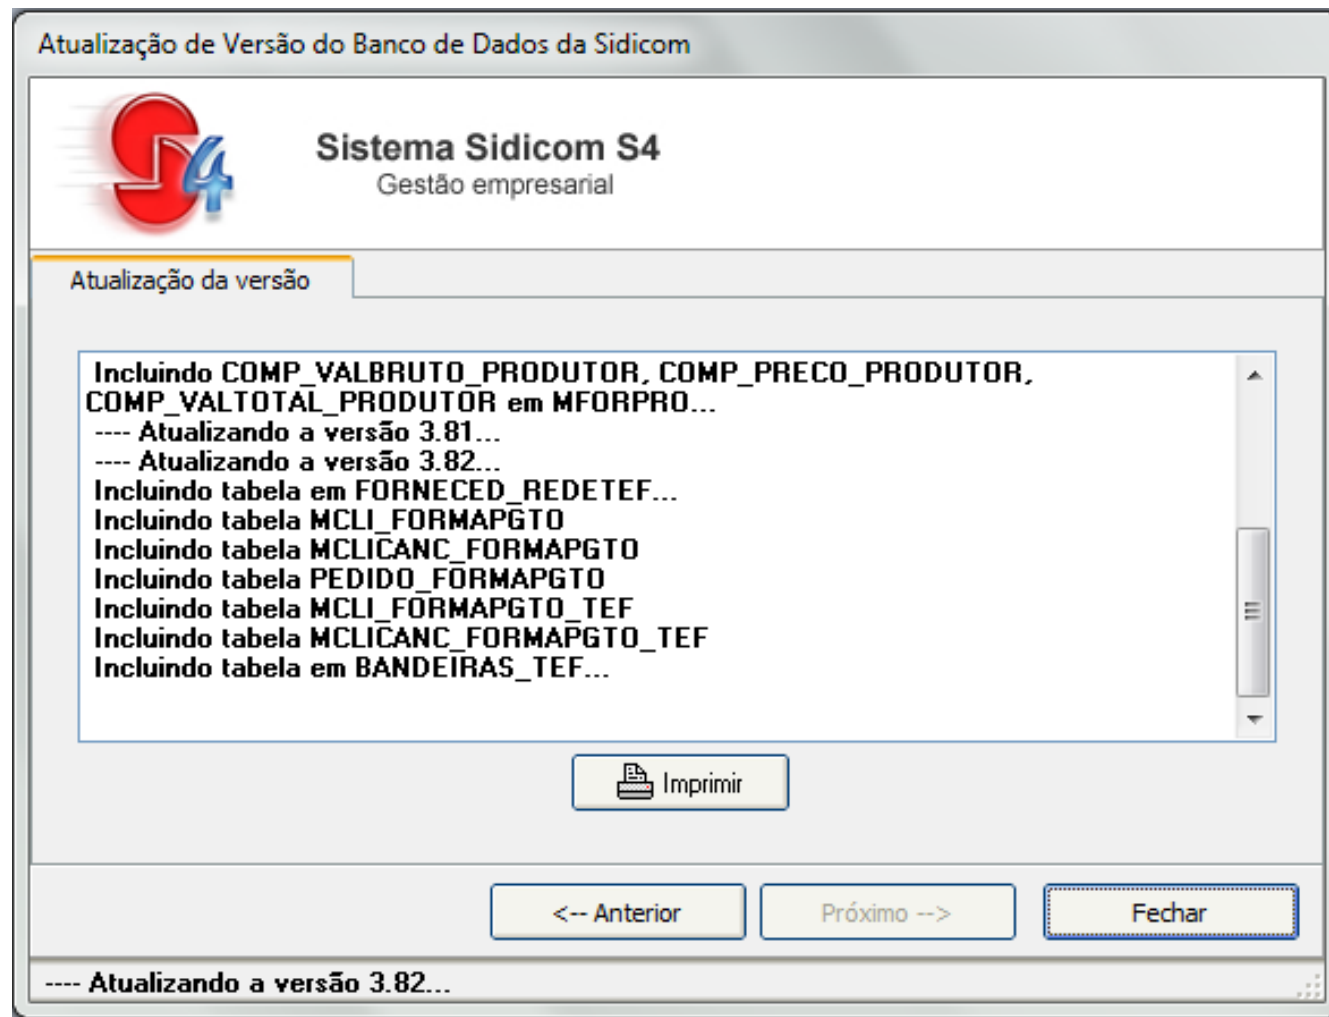 Atualização de Versão do Banco de Dados da Sidicom
S4
Sistema Sidicom S4
Gestão empresarial
Atualização da versão
Incluindo COMP_VALBRUTO_PRODUTOR, COMP_PRECO_PRODUTOR,
COMP_VALTOTAL_PRODUTOR em MFORPRO...
---- Atualizando a versão 3.81...
---- Atualizando a versão 3.82...
Incluindo tabela em FORNECED_REDETEF...
Incluindo tabela MCLI_FORMAPGTO
Incluindo tabela MCLICANC_FORMAPGTO
Incluindo tabela PEDIDO_FORMAPGTO
Incluindo tabela MCLI_FORMAPGTO_TEF
Incluindo tabela MCLICANC_FORMAPGTO_TEF
Incluindo tabela em BANDEIRAS_TEF...
Imprimir
<-- Anterior
Próximo -->
Fechar
---- Atualizando a versão 3.82...